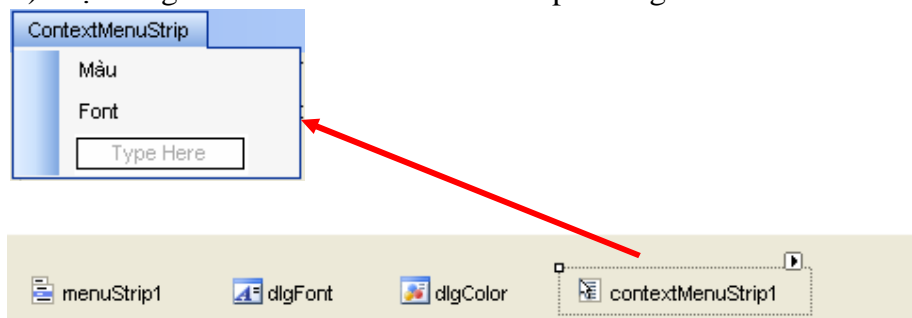 ContextMenuStrip
Màu
Font
Type Here
menuStrip1 dlgFont dlgColor contextMenuStrip1